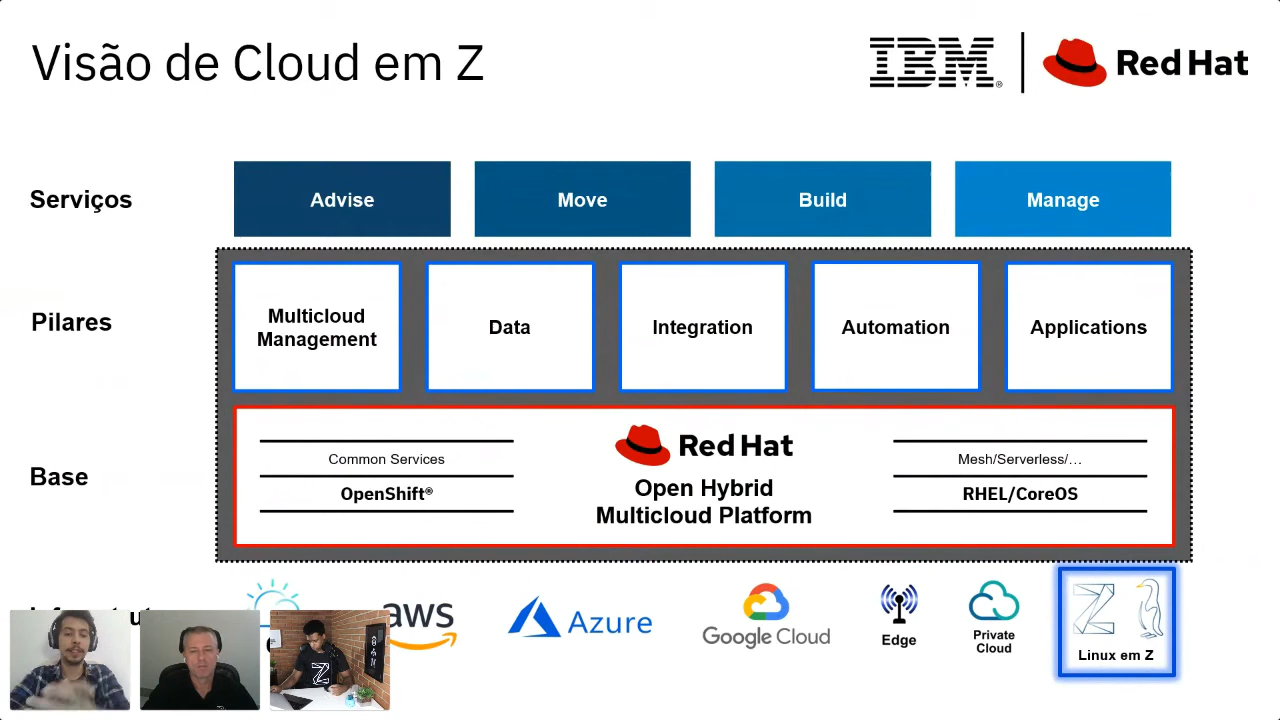 Visão de Cloud em Z
IBM®
Red Hat
Serviços
Advise
Move
Build
Manage
Pilares
Multicloud
Management
Data
Integration
Automation
Applications
Base
Common Services
OpenShift®
Red Hat
Open Hybrid
Multicloud Platform
Mesh/Serverless/…
RHEL/CoreOS
aws
Azure
Google Cloud
Edge
Private
Cloud
Z
Linux em Z